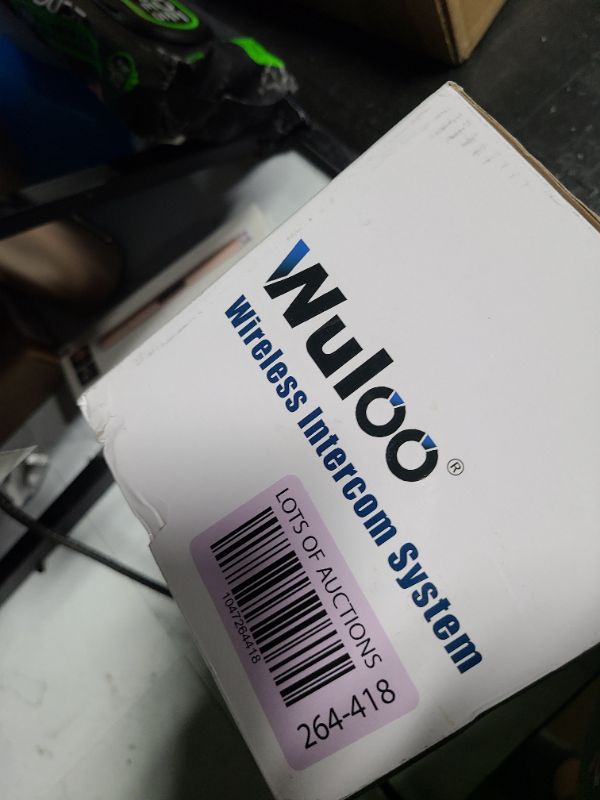 Wuloo®
Wireless Intercom System
LOTS OF AUCTIONS
1047264418
264-418